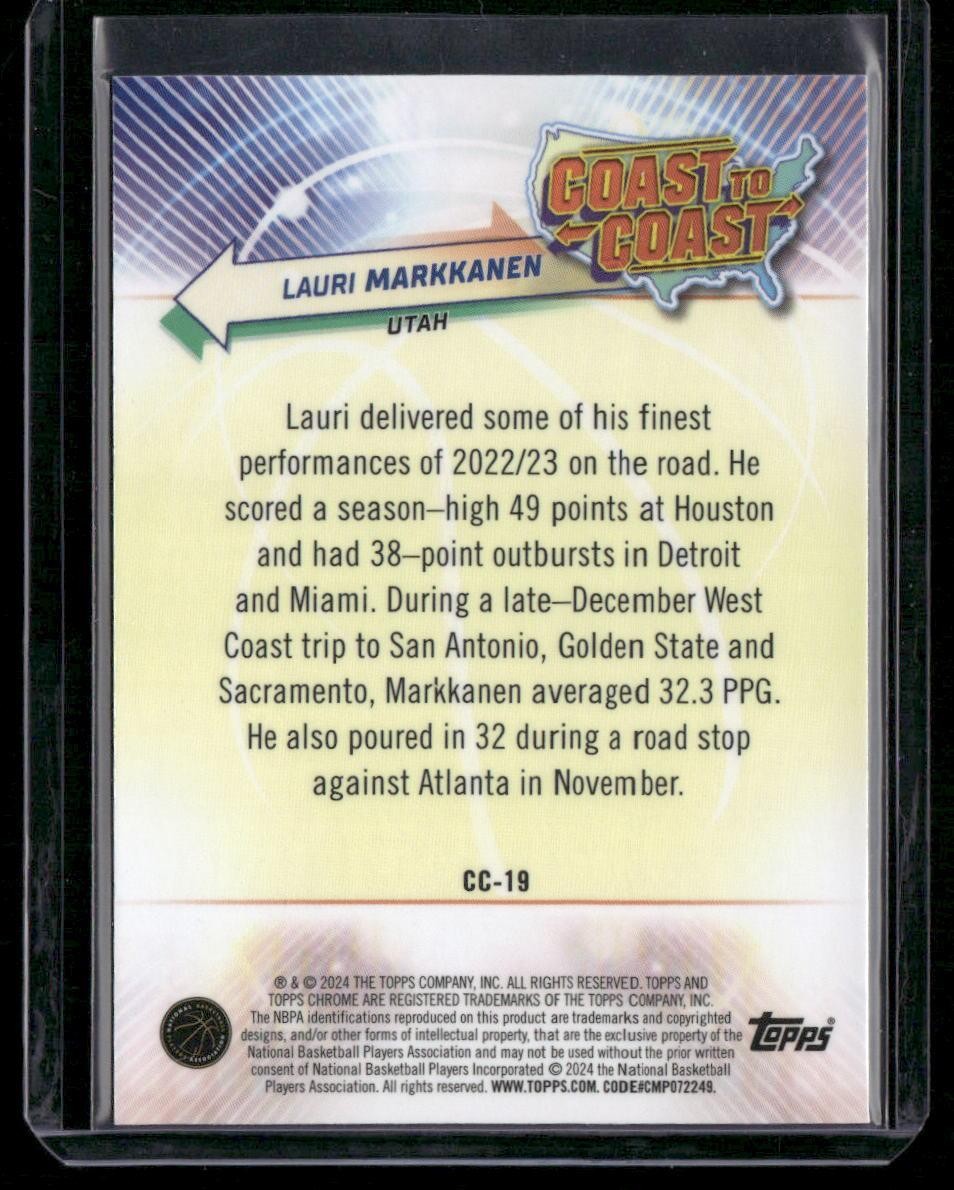 COAST TO
COAST
LAURI MARKKANEN
UTAH
Lauri delivered some of his finest
performances of 2022/23 on the road. He
scored a season–high 49 points at Houston
and had 38–point outbursts in Detroit
and Miami. During a late–December West
Coast trip to San Antonio, Golden State and
Sacramento, Markkanen averaged 32.3 PPG.
He also poured in 32 during a road stop
against Atlanta in November.
CC-19
® & © 2024 THE TOPPS COMPANY, INC. ALL RIGHTS RESERVED. TOPPS AND
TOPPS CHROME ARE REGISTERED TRADEMARKS OF THE TOPPS COMPANY, INC.
The NBPA identifications reproduced on this product are trademarks and copyrighted
designs, and/or other forms of intellectual property, that are the exclusive property of the
National Basketball Players Association and may not be used without the prior written
consent of National Basketball Players Incorporated © 2024 the National Basketball
Players Association. All rights reserved. WWW.TOPPS.COM. CODE#CMP072249.
TOPPS®